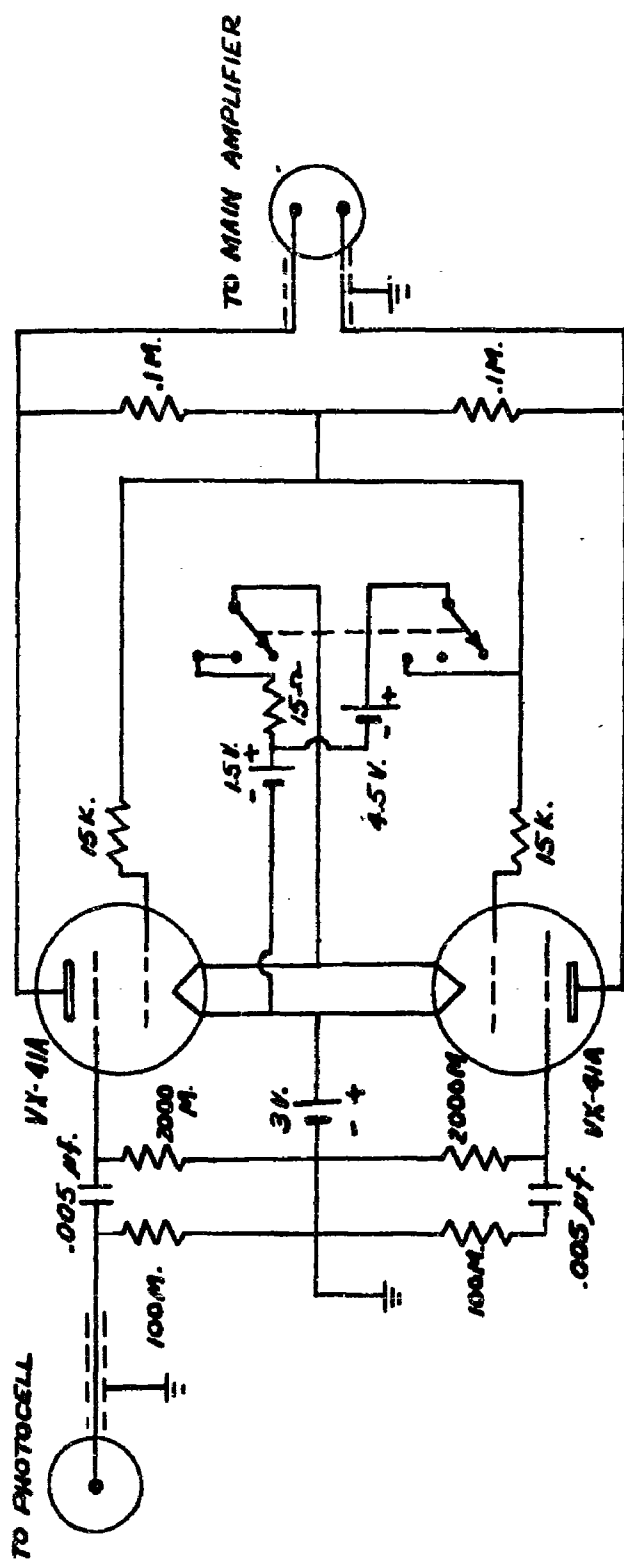 TO PHOTOCELL
100M.
.005 µf.
2000
M.
VX-41A
15K.
.1M.
TO MAIN AMPLIFIER
3V.
-
+
1.5V.
-
+
15Ω
4.5V.
-
+
100M.
.005 µf.
2000M
VX-41A
15K.
.1M.